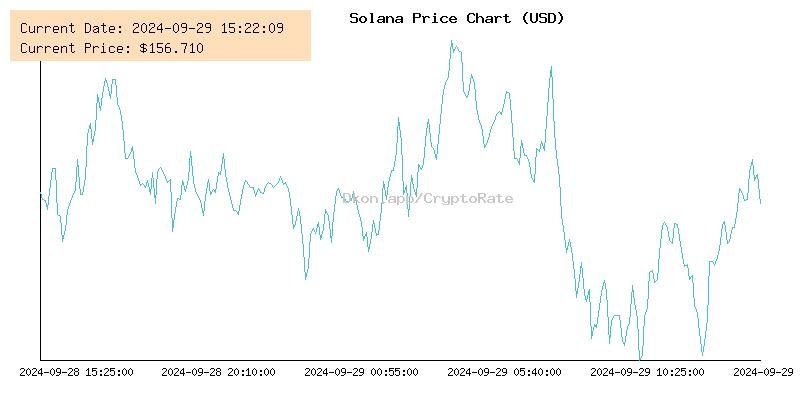 Solana Price Chart (USD)
Current Date: 2024-09-29 15:22:09
Current Price: $156.710
Dkon.app/CryptoRate
2024-09-28 15:25:00 2024-09-28 20:10:00 2024-09-29 00:55:00 2024-09-29 05:40:00 2024-09-29 10:25:00 2024-09-29